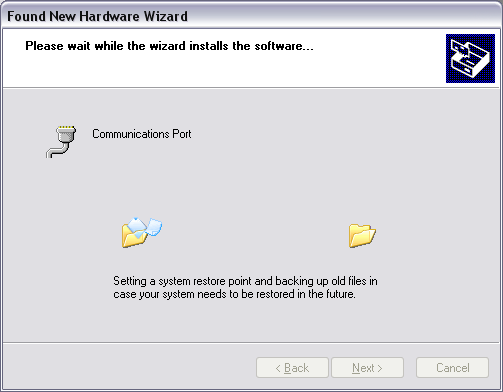 Found New Hardware Wizard
Please wait while the wizard installs the software...
Communications Port
Setting a system restore point and backing up old files in
case your system needs to be restored in the future.
< Back
Next >
Cancel